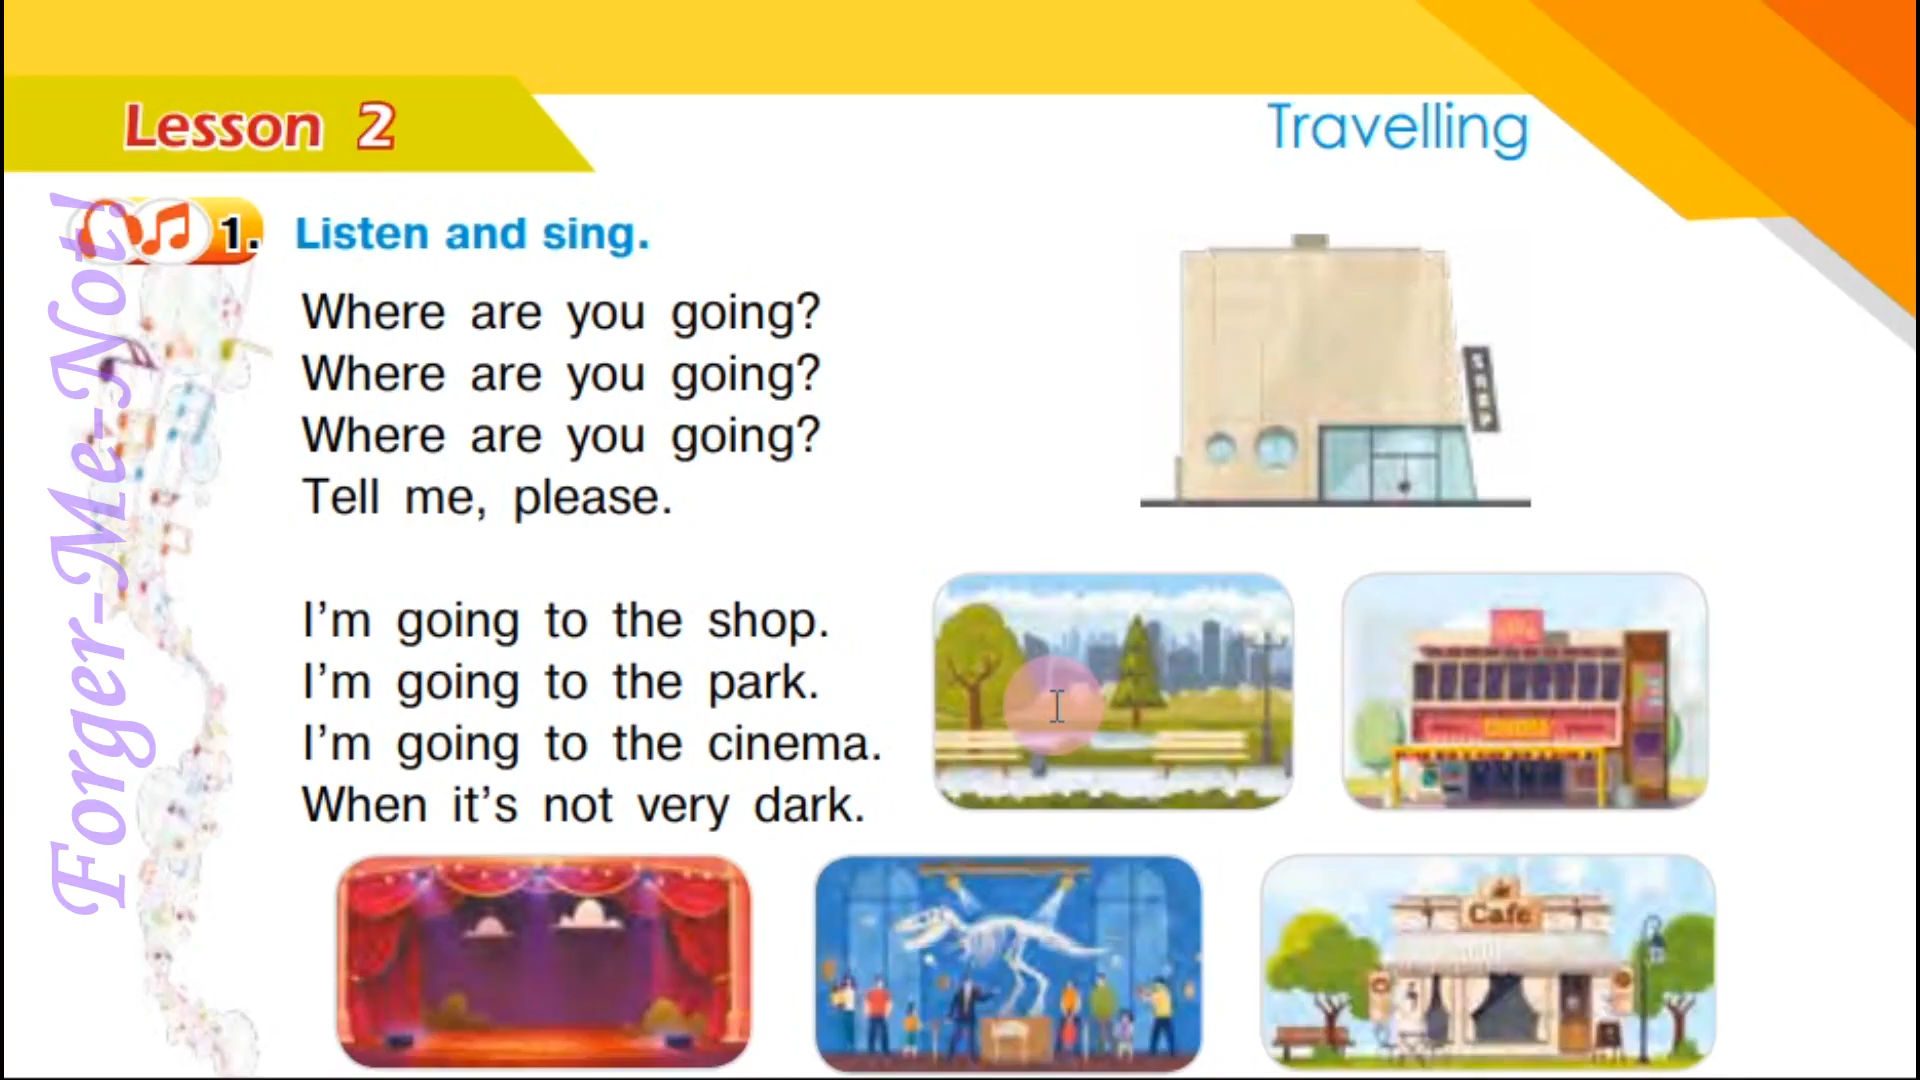 Lesson 2
Travelling
1. Listen and sing.
Where are you going?
Where are you going?
Where are you going?
Tell me, please.
I'm going to the shop.
I'm going to the park.
I'm going to the cinema.
When it's not very dark.
Forger-Me-Not!
SHOP
CINEMA
Cafe